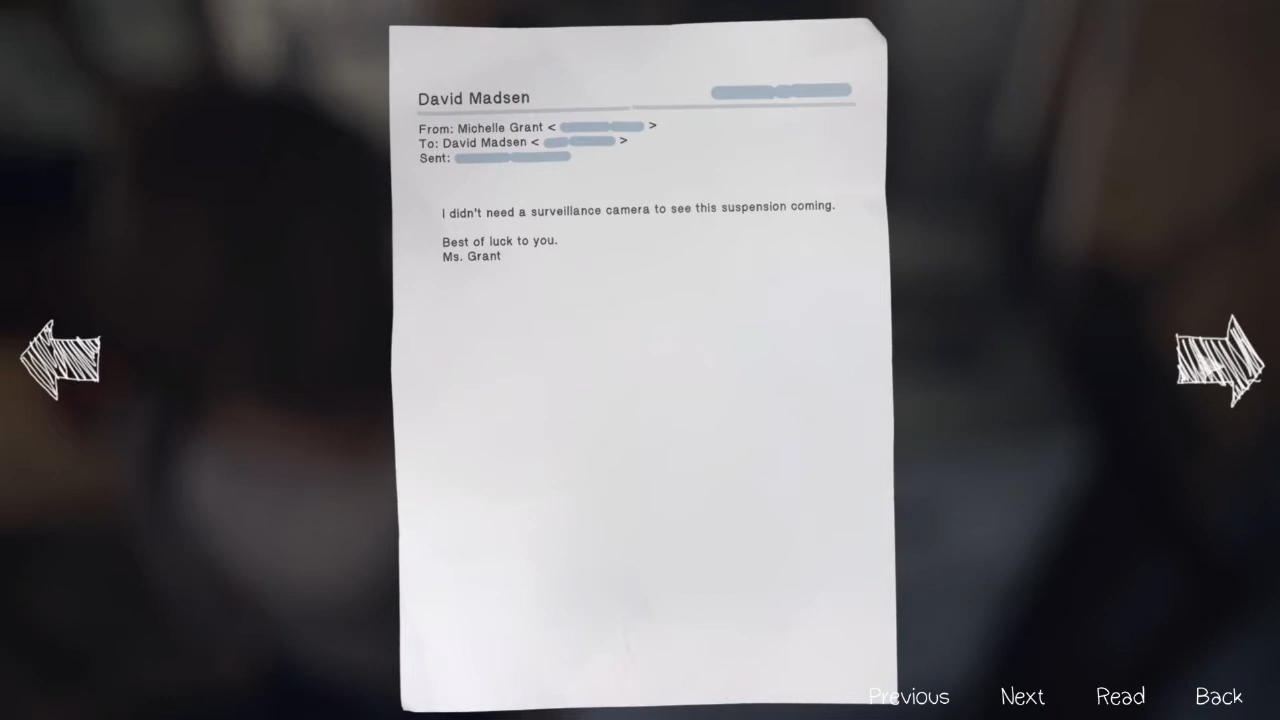 David Madsen
From: Michelle Grant < >
To: David Madsen < >
Sent:
I didn't need a surveillance camera to see this suspension coming.
Best of luck to you.
Ms. Grant
Previous Next Read Back